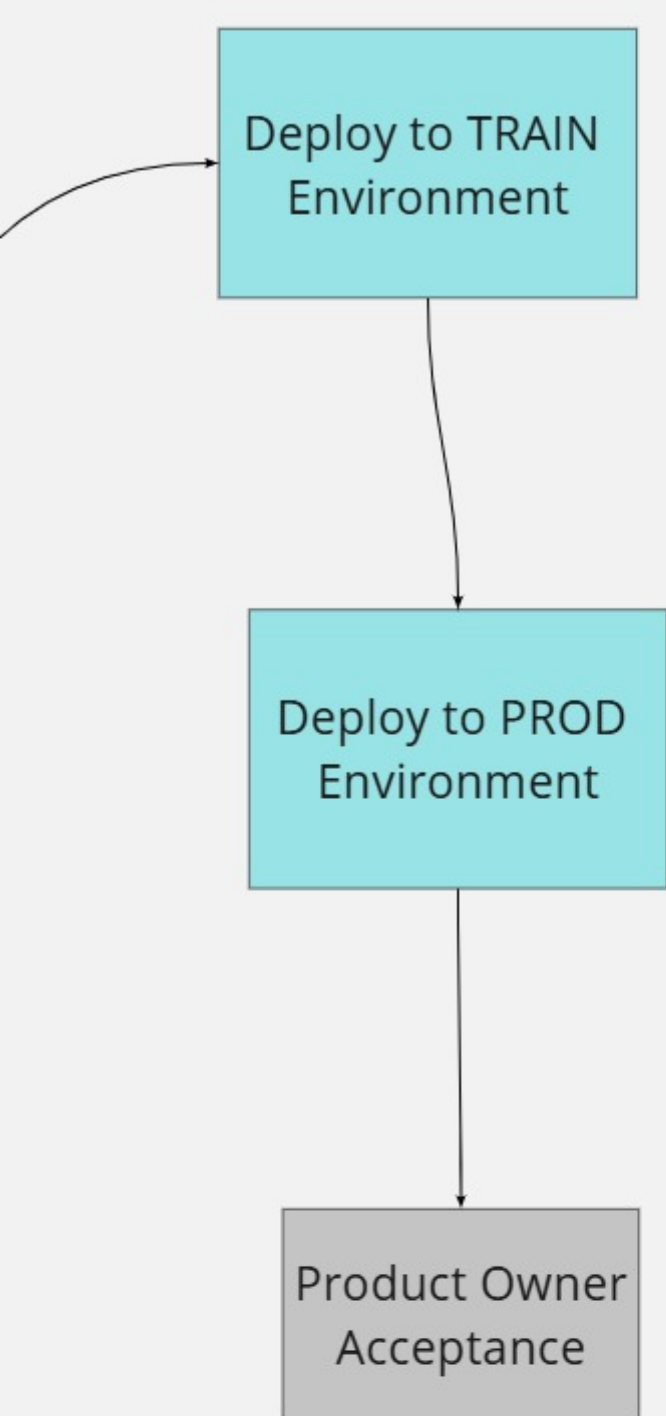 Deploy to TRAIN
Environment
Deploy to PROD
Environment
Product Owner
Acceptance